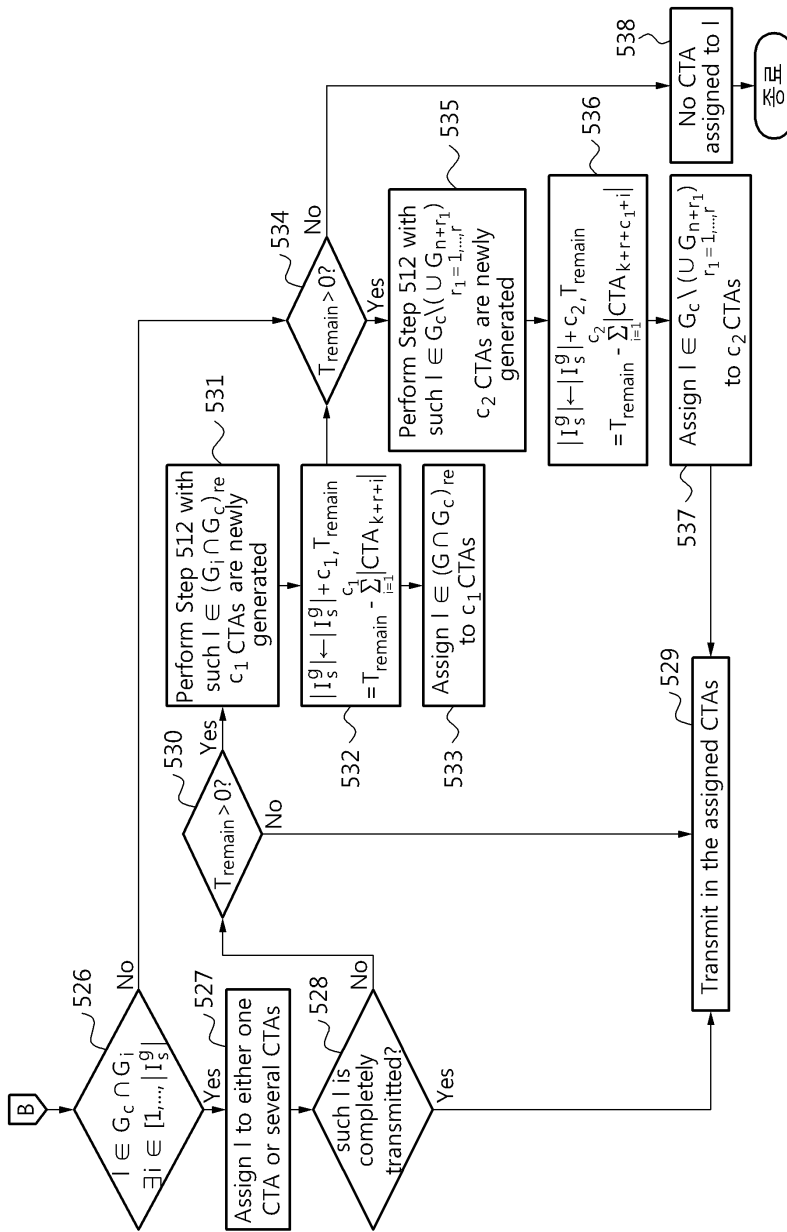 B
526
l ∈ G_c ∩ G_i
∃i ∈ [1,..., |I_s^g|
No
Yes
527
Assign l to either one
CTA or several CTAs
528
such l is
completely
transmitted?
No
Yes
530
T_remain > 0?
Yes
No
531
Perform Step 512 with
such l ∈ (G_i ∩ G_c)_re
c_1 CTAs are newly
generated
532
|I_s^g| ← |I_s^g| + c_1, T_remain
= T_remain - Σ_{i=1}^{c_1} |CTA_{k+r+i}|
533
Assign l ∈ (G ∩ G_c)_re
to c_1 CTAs
529
Transmit in the assigned CTAs
534
T_remain > 0?
No
Yes
535
Perform Step 512 with
such l ∈ G_c \ ( ∪ G_{n+r_1})
r_1 = 1,...,r
c_2 CTAs are newly
generated
536
|I_s^g| ← |I_s^g| + c_2, T_remain
= T_remain - Σ_{i=1}^{c_2} |CTA_{k+r+c_1+i}|
537
Assign l ∈ G_c \ (∪ G_{n+r_1})
r_1 = 1,...,r
to c_2 CTAs
538
No CTA
assigned to l
종료